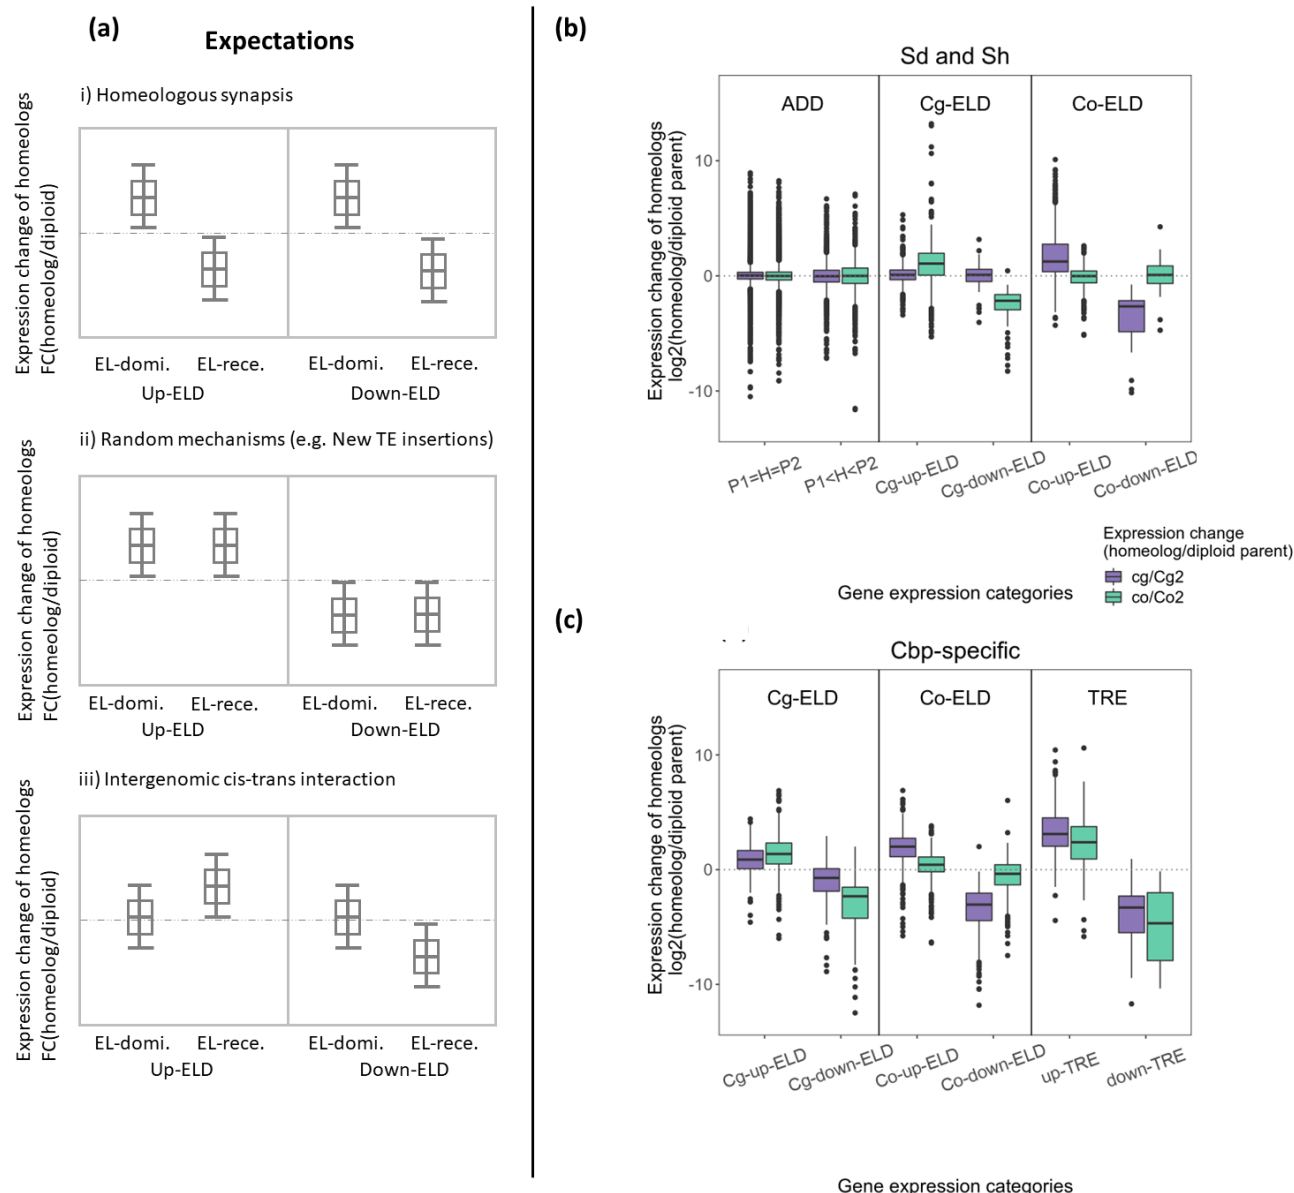 (a)
Expectations
i) Homeologous synapsis
Expression change of homeologs
FC(homeolog/diploid)
EL-domi. EL-rece. EL-domi. EL-rece.
Up-ELD Down-ELD
ii) Random mechanisms (e.g. New TE insertions)
Expression change of homeologs
FC(homeolog/diploid)
EL-domi. EL-rece. EL-domi. EL-rece.
Up-ELD Down-ELD
iii) Intergenomic cis-trans interaction
Expression change of homeologs
FC(homeolog/diploid)
EL-domi. EL-rece. EL-domi. EL-rece.
Up-ELD Down-ELD
(b)
Sd and Sh
ADD Cg-ELD Co-ELD
Expression change of homeologs
log2(homeolog/diploid parent)
10
0
-10
P1=H=P2 P1<H<P2 Cg-up-ELD Cg-down-ELD Co-up-ELD Co-down-ELD
Expression change
(homeolog/diploid parent)
cg/Cg2
co/Co2
Gene expression categories
(c)
Cbp-specific
Cg-ELD Co-ELD TRE
Expression change of homeologs
log2(homeolog/diploid parent)
10
0
-10
Cg-up-ELD Cg-down-ELD Co-up-ELD Co-down-ELD up-TRE down-TRE
Gene expression categories